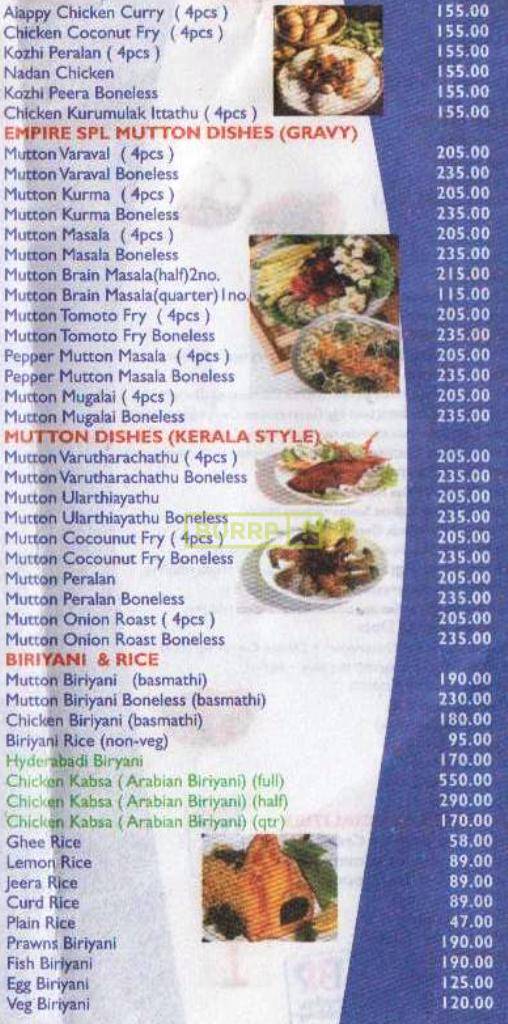 Alappy Chicken Curry ( 4pcs ) 155.00
Chicken Coconut Fry ( 4pcs ) 155.00
Kozhi Peralan ( 4pcs ) 155.00
Nadan Chicken 155.00
Kozhi Peera Boneless 155.00
Chicken Kurumulak Ittathu ( 4pcs ) 155.00
EMPIRE SPL MUTTON DISHES (GRAVY)
Mutton Varaval ( 4pcs ) 205.00
Mutton Varaval Boneless 235.00
Mutton Kurma ( 4pcs ) 205.00
Mutton Kurma Boneless 235.00
Mutton Masala ( 4pcs ) 205.00
Mutton Masala Boneless 235.00
Mutton Brain Masala(half)2no. 215.00
Mutton Brain Masala(quarter)1no. 115.00
Mutton Tomoto Fry ( 4pcs ) 205.00
Mutton Tomoto Fry Boneless 235.00
Pepper Mutton Masala ( 4pcs ) 205.00
Pepper Mutton Masala Boneless 235.00
Mutton Mugalai ( 4pcs ) 205.00
Mutton Mugalai Boneless 235.00
MUTTON DISHES (KERALA STYLE)
Mutton Varutharachathu ( 4pcs ) 205.00
Mutton Varutharachathu Boneless 235.00
Mutton Ularthiayathu 205.00
Mutton Ularthiayathu Boneless 235.00
BURRP
Mutton Cocounut Fry ( 4pcs ) 205.00
Mutton Cocounut Fry Boneless 235.00
Mutton Peralan 205.00
Mutton Peralan Boneless 235.00
Mutton Onion Roast ( 4pcs ) 205.00
Mutton Onion Roast Boneless 235.00
BIRIYANI & RICE
Mutton Biriyani (basmathi) 190.00
Mutton Biriyani Boneless (basmathi) 230.00
Chicken Biriyani (basmathi) 180.00
Biriyani Rice (non-veg) 95.00
Hyderabadi Biryani 170.00
Chicken Kabsa ( Arabian Biriyani) (full) 550.00
Chicken Kabsa ( Arabian Biriyani) (half) 290.00
Chicken Kabsa ( Arabian Biriyani) (qtr) 170.00
Ghee Rice 58.00
Lemon Rice 89.00
Jeera Rice 89.00
Curd Rice 89.00
Plain Rice 47.00
Prawns Biriyani 190.00
Fish Biriyani 190.00
Egg Biriyani 125.00
Veg Biriyani 120.00